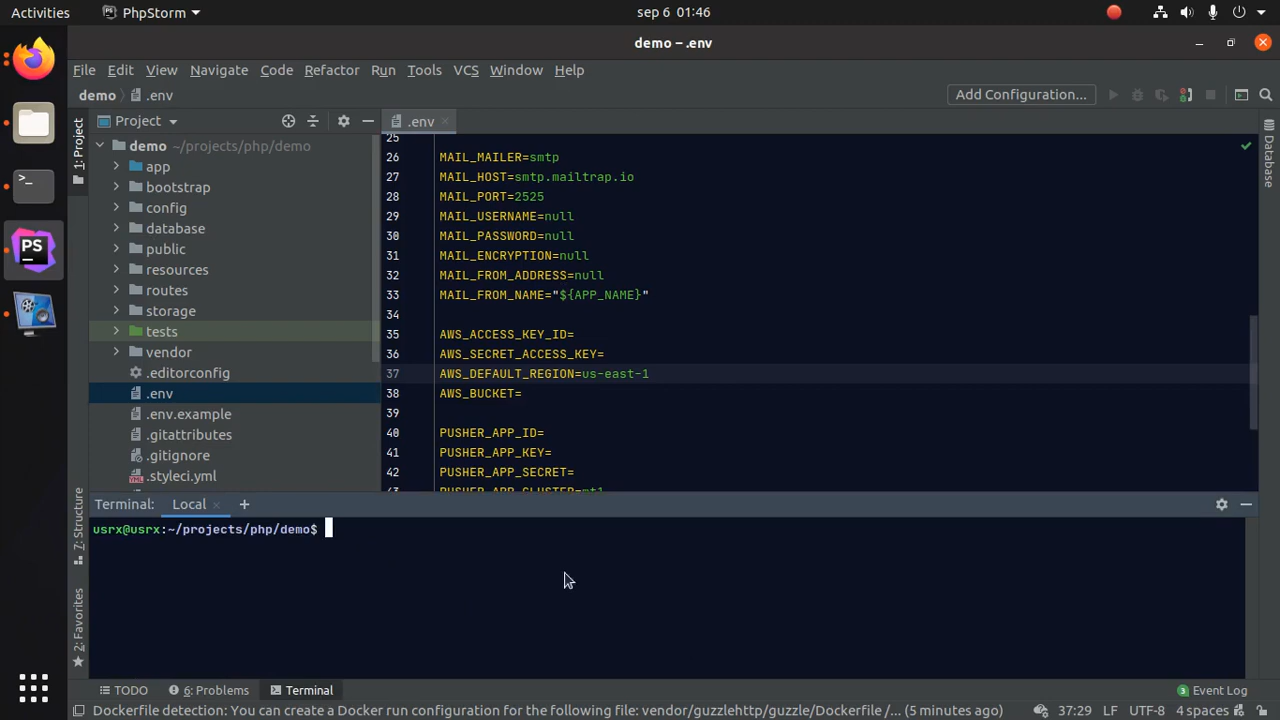 Activities
PhpStorm
sep 6 01:46
demo – .env
File Edit View Navigate Code Refactor Run Tools VCS Window Help
demo .env
Add Configuration...
1: Project
Project
demo ~/projects/php/demo
app
bootstrap
config
database
public
resources
routes
storage
tests
vendor
.editorconfig
.env
.env.example
.gitattributes
.gitignore
.styleci.yml
.env
25
26 MAIL_MAILER=smtp
27 MAIL_HOST=smtp.mailtrap.io
28 MAIL_PORT=2525
29 MAIL_USERNAME=null
30 MAIL_PASSWORD=null
31 MAIL_ENCRYPTION=null
32 MAIL_FROM_ADDRESS=null
33 MAIL_FROM_NAME="${APP_NAME}"
34
35 AWS_ACCESS_KEY_ID=
36 AWS_SECRET_ACCESS_KEY=
37 AWS_DEFAULT_REGION=us-east-1
38 AWS_BUCKET=
39
40 PUSHER_APP_ID=
41 PUSHER_APP_KEY=
42 PUSHER_APP_SECRET=
43 PUSHER_APP_CLUSTER=mt1
Database
7: Structure
2: Favorites
Terminal: Local
usrx@usrx:~/projects/php/demo$
PS
TODO 6: Problems Terminal
3 Event Log
Dockerfile detection: You can create a Docker run configuration for the following file: vendor/guzzlehttp/guzzle/Dockerfile /... (5 minutes ago)
37:29 LF UTF-8 4 spaces